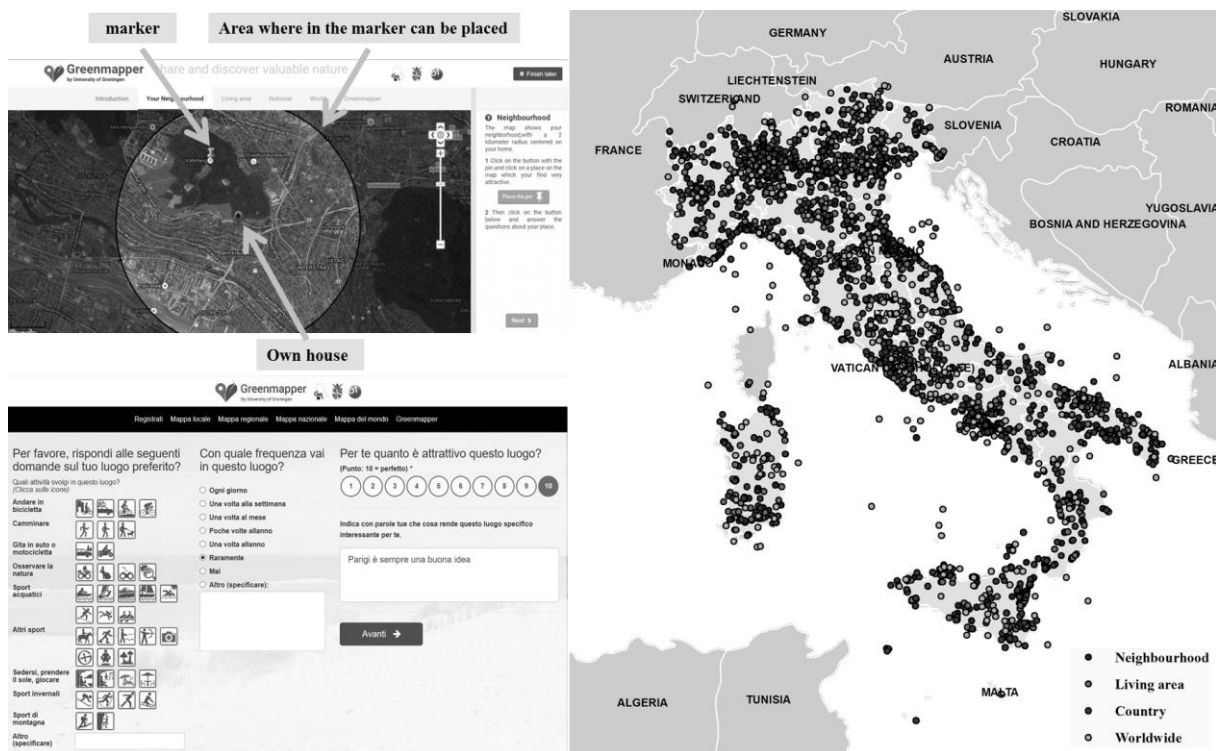 marker
Area where in the marker can be placed
Greenmapper
by University of Groningen
share and discover valuable nature
Finish later
Introduction
Your Neighbourhood
Living area
National
World
Greenmapper
Neighbourhood
The map shows your
neighborhood,with a 2
kilometer radius centered on
your home.
1 Click on the button with the
pin and click on a place on the
map which your find very
attractive.
Place the pin
2 Then click on the button
below and answer the
questions about your place.
Next
Own house
Greenmapper
by University of Groningen
Registrati Mappa locale Mappa regionale Mappa nazionale Mappa del mondo Greenmapper
Per favore, rispondi alle seguenti
domande sul tuo luogo preferito?
Quali attività svolgi in questo luogo?
(Clicca sulle icone)
Andare in
bicicletta
Camminare
Gita in auto o
motocicletta
Osservare la
natura
Sport
acquatici
Altri sport
Sedersi, prendere
il sole, giocare
Sport invernali
Sport di
montagna
Altro
(specificare)
Con quale frequenza vai
in questo luogo?
Ogni giorno
Una volta alla settimana
Una volta al mese
Poche volte allanno
Una volta allanno
Raramente
Mai
Altro (specificare):
Per te quanto è attrattivo questo luogo?
(Punto: 10 = perfetto) *
1 2 3 4 5 6 7 8 9 10
Indica con parole tue che cosa rende questo luogo specifico
interessante per te.
Parigi è sempre una buona idea
Avanti
SLOVAKIA
GERMANY
AUSTRIA
HUNGARY
LIECHTENSTEIN
SWITZERLAND
ROMANIA
SLOVENIA
CROATIA
FRANCE
YUGOSLAVIA
BOSNIA AND HERZEGOVINA
MONACO
VATICAN
ALBANIA
GREECE
ALGERIA
TUNISIA
MALTA
Neighbourhood
Living area
Country
Worldwide